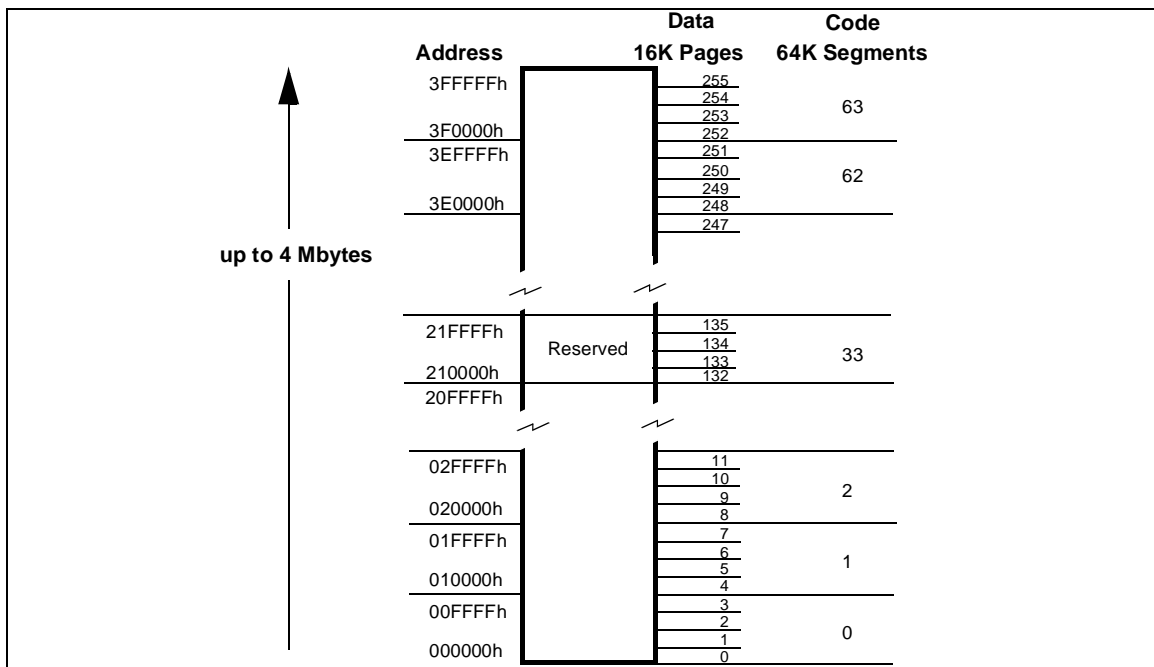 Data Code
Address 16K Pages 64K Segments
3FFFFFh 255
254
253 63
3F0000h 252
3EFFFFh 251
250 62
249
3E0000h 248
247
up to 4 Mbytes
21FFFFh 135
Reserved 134
133 33
210000h 132
20FFFFh
02FFFFh 11
10
9 2
020000h 8
01FFFFh 7
6
5 1
010000h 4
00FFFFh 3
2
1 0
000000h 0